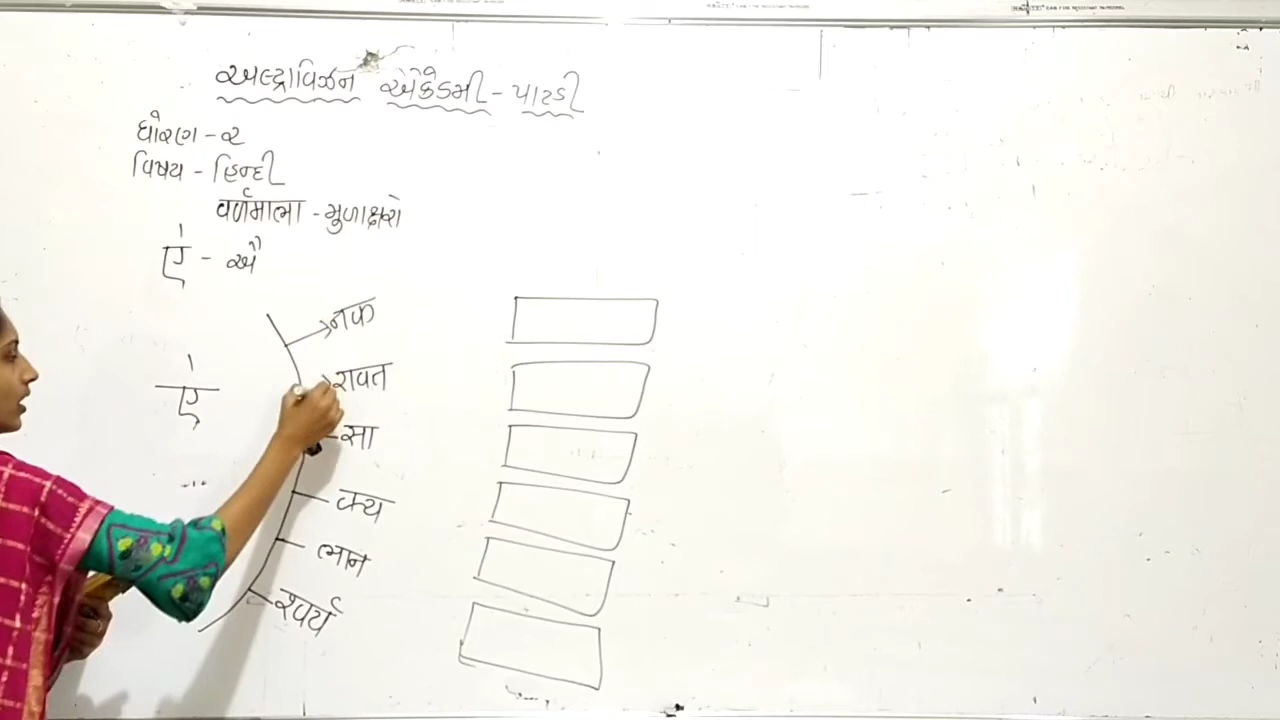 અલ્ટ્રાવિઝન એકેડમી - પાટડી
ધોરણ - ૨
વિષય - હિન્દી
વર્ણમાલા - મુળાક્ષરો
ऐ - ઐ
ऐ
नक
रावत
सा
क्य
भान
श्वर्य